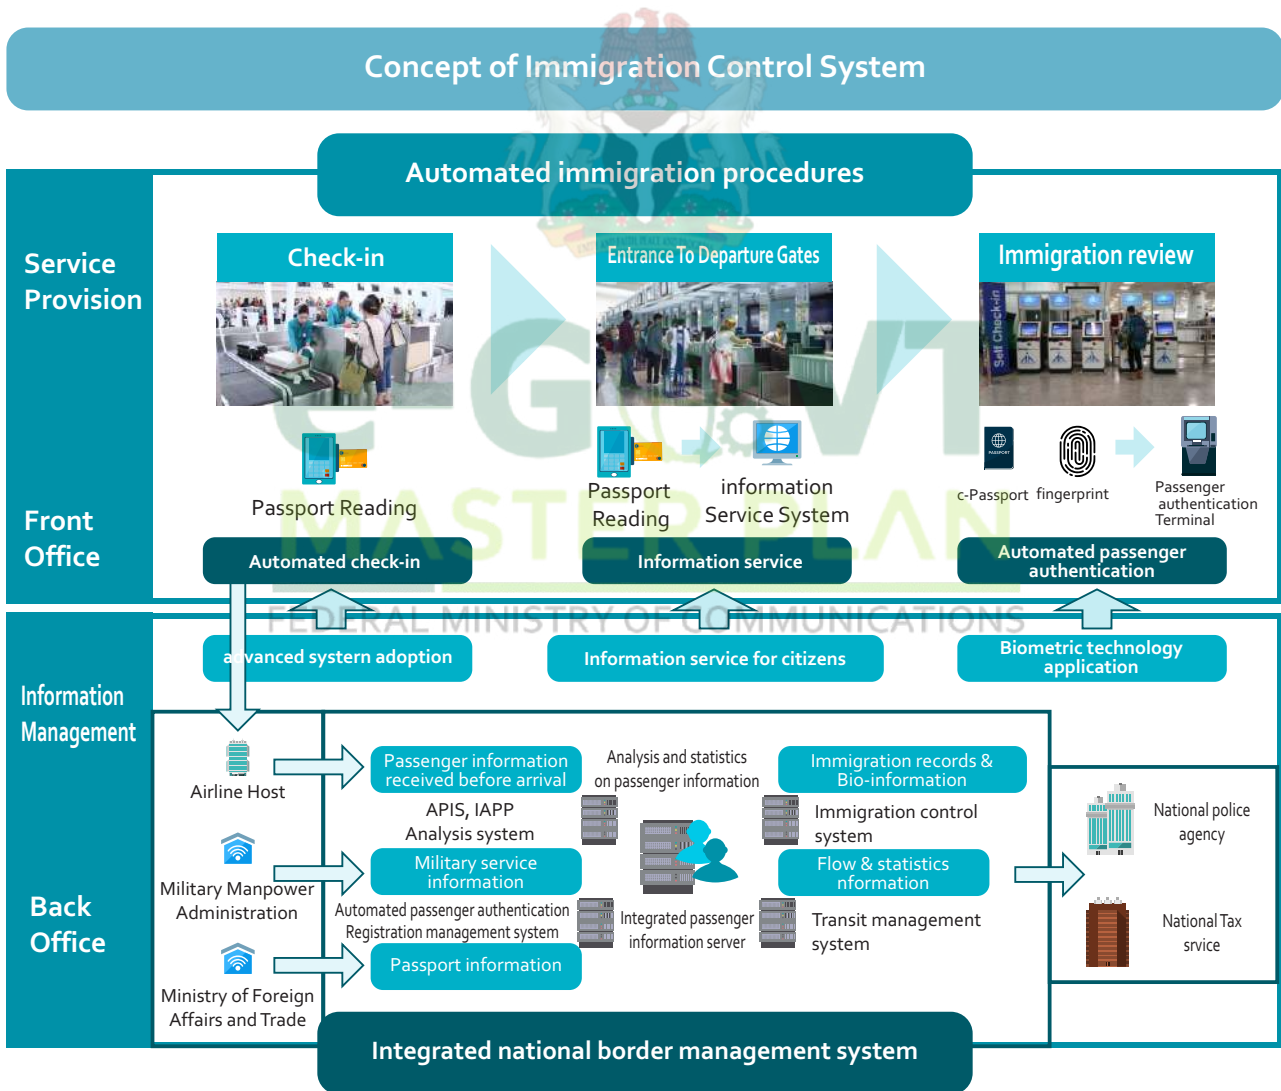 Concept of Immigration Control System
Automated immigration procedures
Service
Provision
Check-in
Entrance To Departure Gates
Immigration review
Self Check-in
Passport Reading
Passport
Reading
information
Service System
PASSPORT
c-Passport
fingerprint
Passenger
authentication
Terminal
Front
Office
Automated check-in
Information service
Automated passenger
authentication
e-GOVT
MASTER PLAN
FEDERAL MINISTRY OF COMMUNICATIONS
advanced systern adoption
Information service for citizens
Biometric technology
application
Information
Management
Airline Host
Passenger information
received before arrival
Analysis and statistics
on passenger information
Immigration records &
Bio-information
APIS, IAPP
Analysis system
Immigration control
system
National police
agency
Military Manpower
Administration
Military service
information
Flow & statistics
nformation
Back
Office
Automated passenger authentication
Registration management system
Integrated passenger
information server
Transit management
system
National Tax
srvice
Passport information
Ministry of Foreign
Affairs and Trade
Integrated national border management system